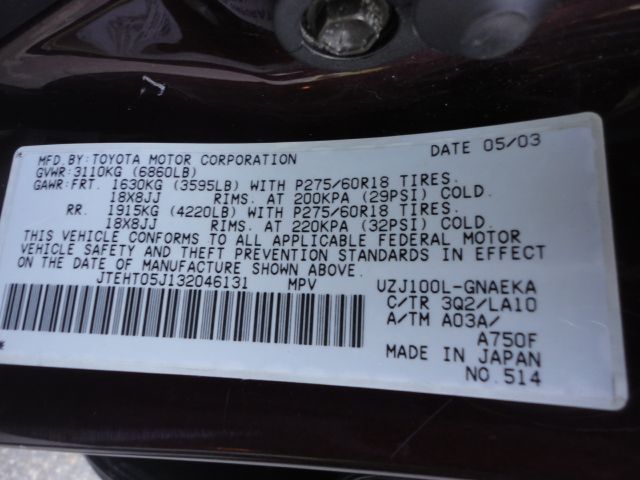 MFD. BY: TOYOTA MOTOR CORPORATION DATE 05/03
GVWR: 3110KG (6860LB)
GAWR: FRT. 1630KG (3595LB) WITH P275/60R18 TIRES.
18X8JJ RIMS. AT 200KPA (29PSI) COLD.
RR. 1915KG (4220LB) WITH P275/60R18 TIRES.
18X8JJ RIMS. AT 220KPA (32PSI) COLD.
THIS VEHICLE CONFORMS TO ALL APPLICABLE FEDERAL MOTOR
VEHICLE SAFETY AND THEFT PREVENTION STANDARDS IN EFFECT
ON THE DATE OF MANUFACTURE SHOWN ABOVE.
JTEHT05J132046131 MPV UZJ100L-GNAEKA
C/TR 3Q2/LA10
A/TM A03A/
A750F
MADE IN JAPAN
NO. 514